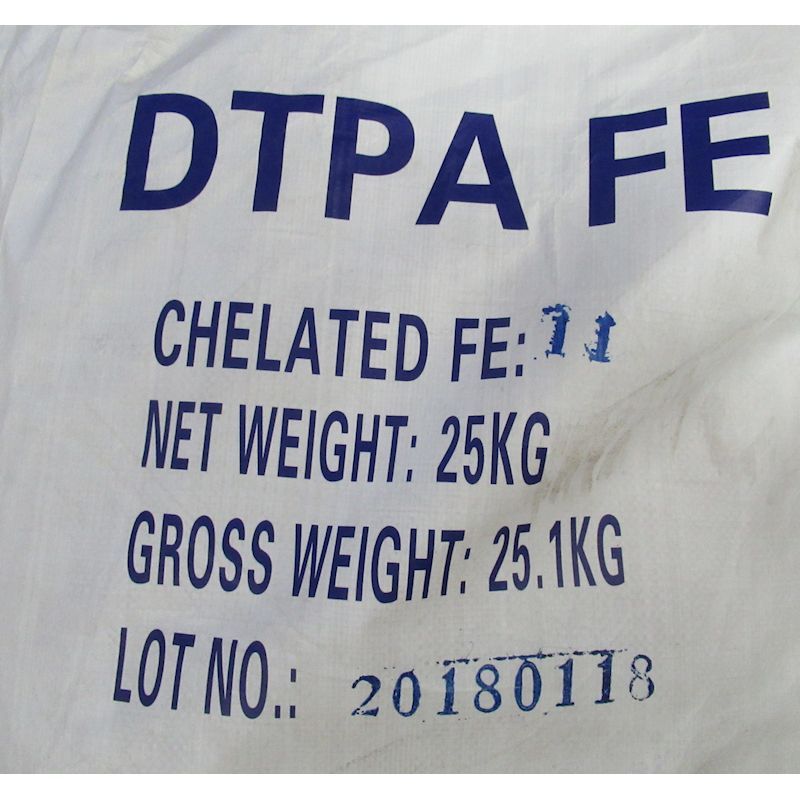 DTPA FE
CHELATED FE: 11
NET WEIGHT: 25KG
GROSS WEIGHT: 25.1KG
LOT NO.: 20180118